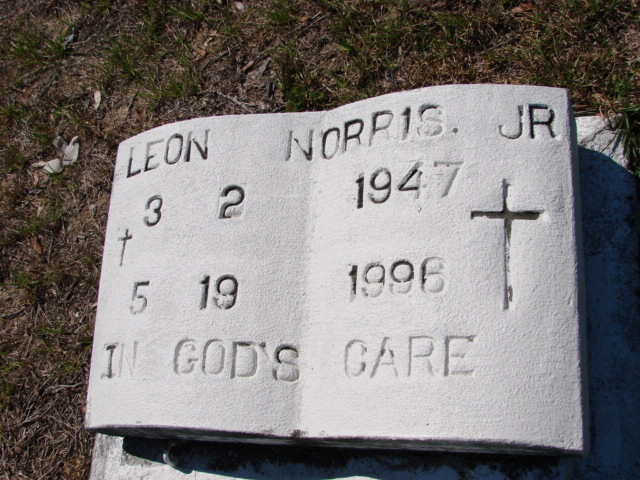 LEON NORRIS. JR
3 2 1947
5 19 1996
IN GOD'S CARE